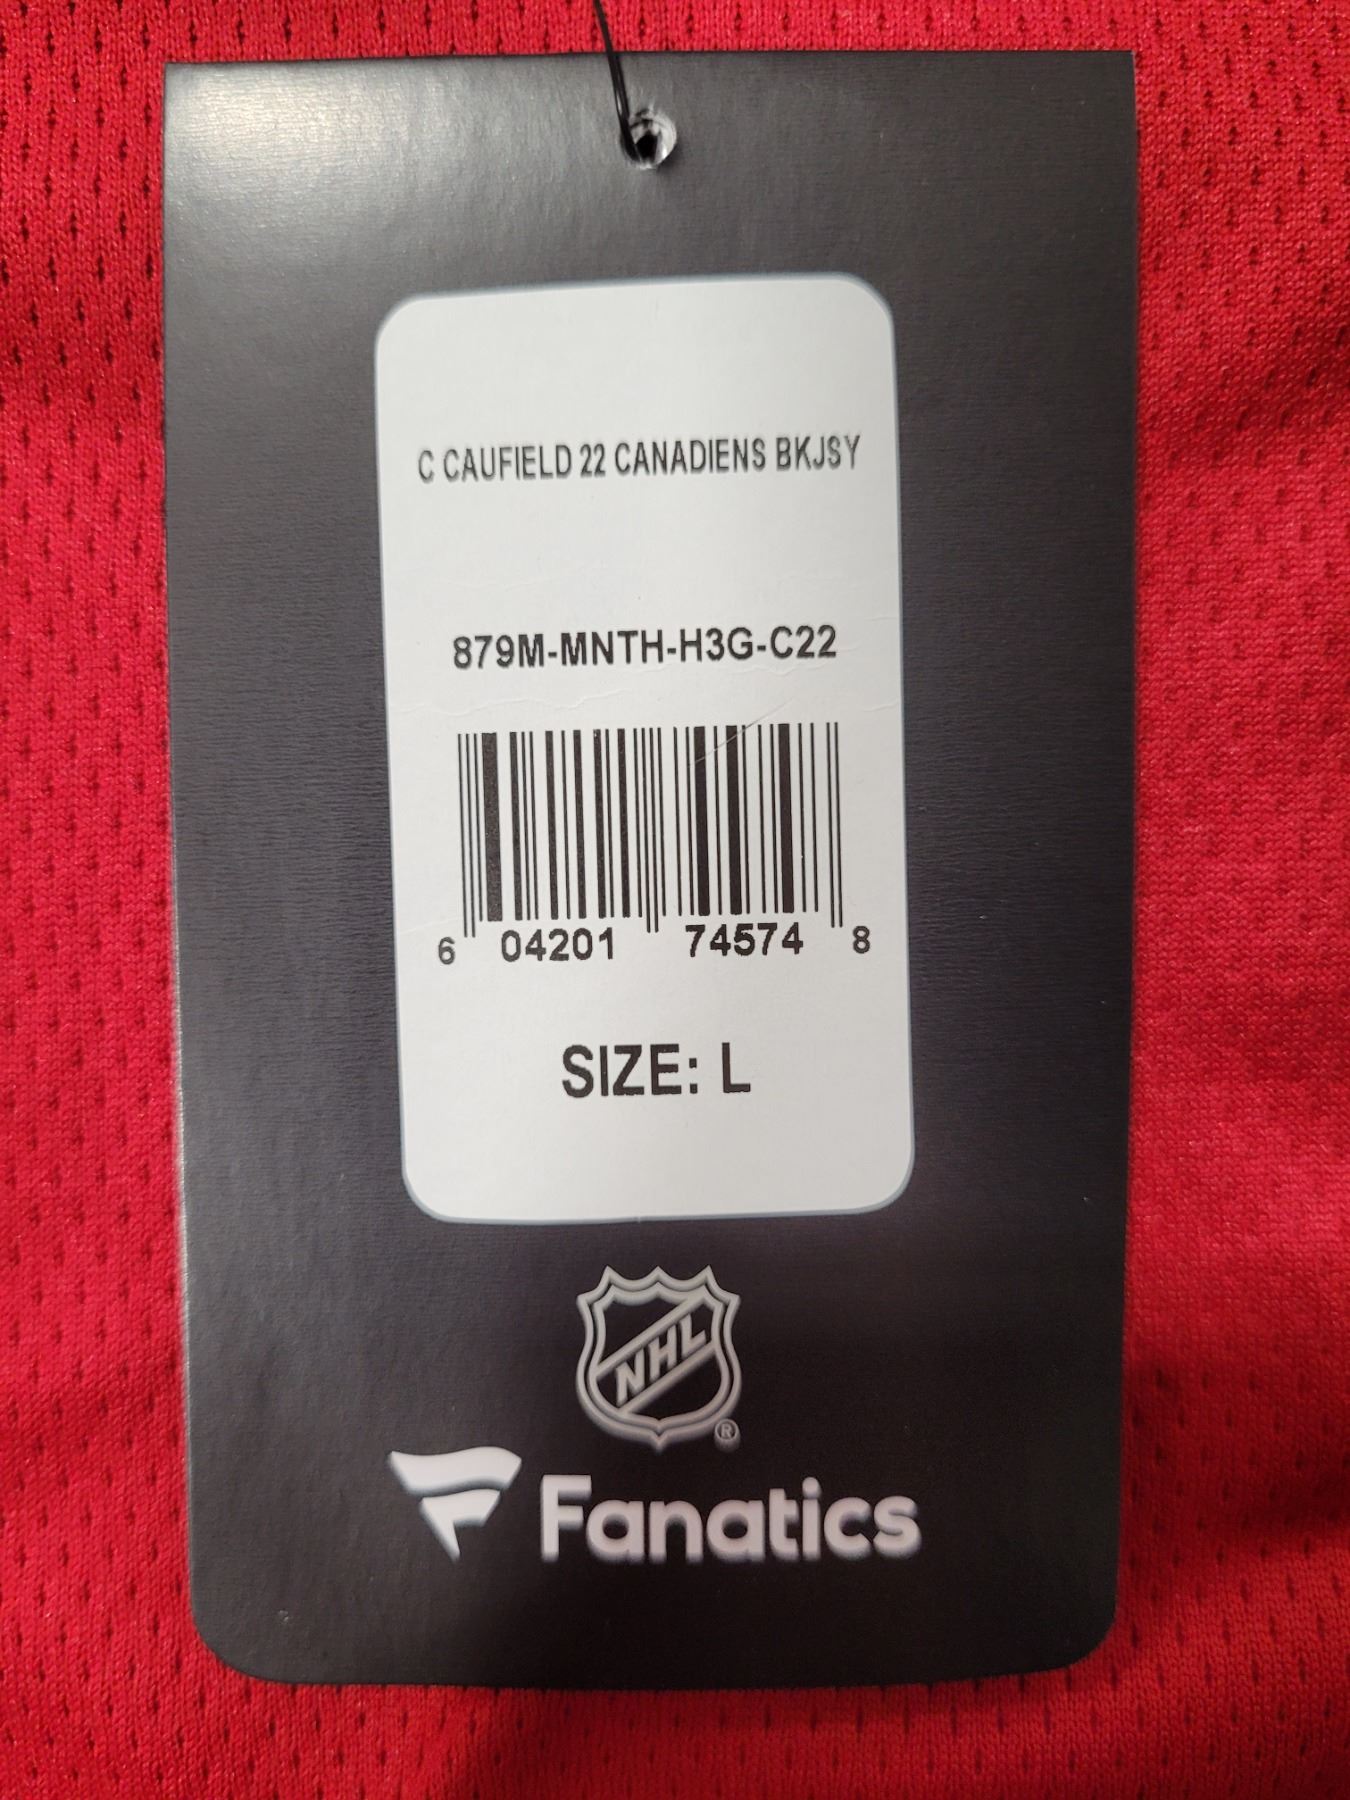 C CAUFIELD 22 CANADIENS BKJSY
879M-MNTH-H3G-C22
6 04201 74574 8
SIZE: L
NHL
®
Fanatics